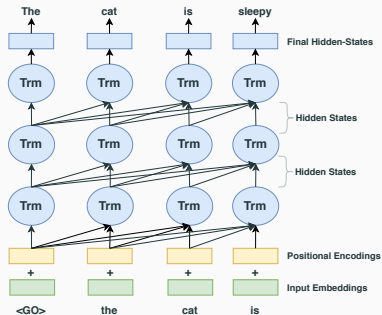 The cat is sleepy
Final Hidden-States
Trm Trm Trm Trm
Hidden States
Trm Trm Trm Trm
Hidden States
Trm Trm Trm Trm
Positional Encodings
+ + + +
Input Embeddings
<GO> the cat is